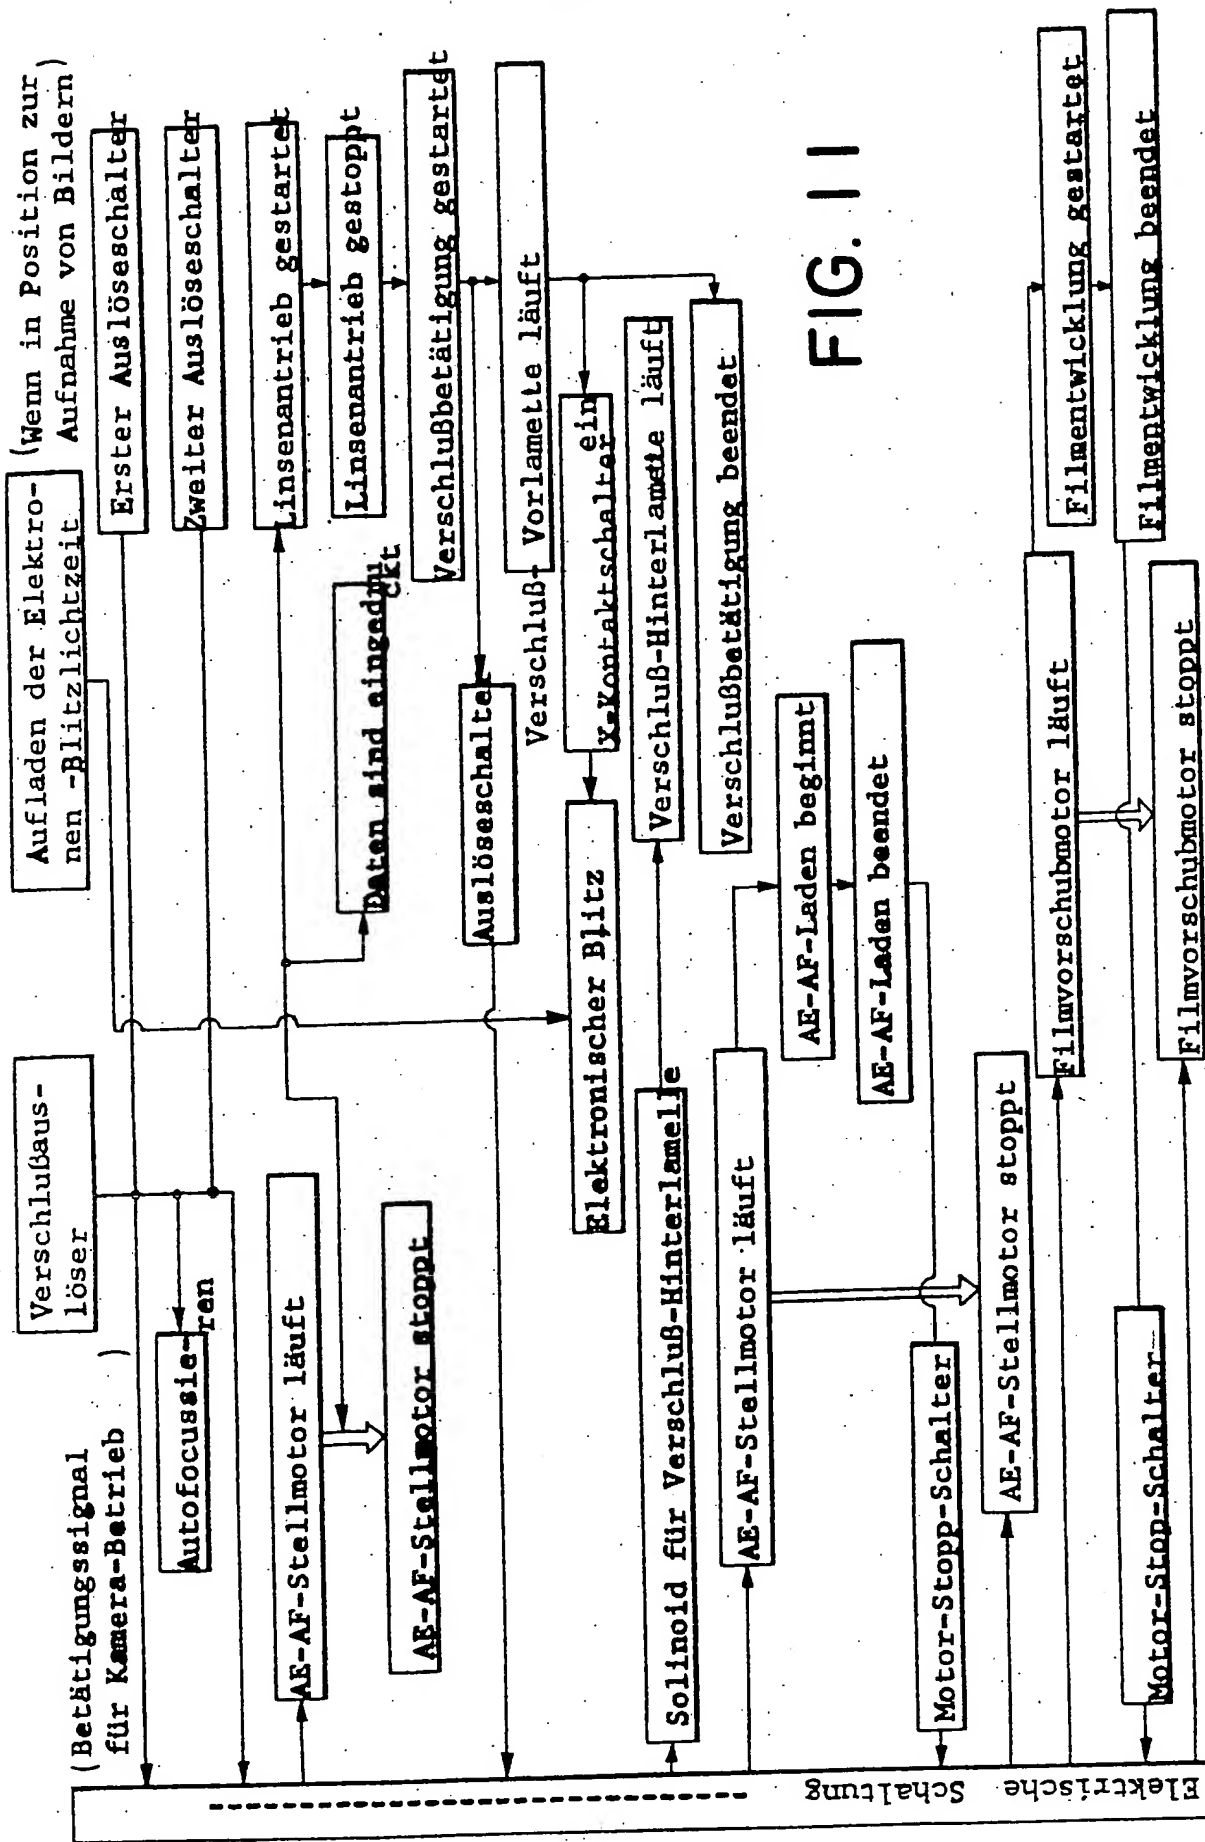 (Betätigungssignal
für Kamera-Betrieb)
Verschlußaus-
löser
Aufladen der Elektro-
nen -Blitzlichtzeit
(Wenn in Position zur
Aufnahme von Bildern)
Erster Auslöseschalter
Autofocussie-
ren
Zweiter Auslöseschalter
AE-AF-Stellmotor läuft
Linsenantrieb gestartet
Daten sind eingedru
ckt
Linsenantrieb gestoppt
AE-AF-Stellmotor stoppt
Verschlußbetätigung gestartet
Auslöseschalter
Verschluß- Vorlamette läuft
Elektronischer Blitz
ein
X-Kontaktschalter
Solinoid für Verschluß-Hinterlamelle
Verschluß-Hinterlamelle läuft
Verschlußbetätigung beendet
AE-AF-Stellmotor läuft
AE-AF-Laden beginnt
AE-AF-Laden beendet
Motor-Stopp-Schalter
AE-AF-Stellmotor stoppt
Filmvorschubmotor läuft
Filmentwicklung gestartet
Filmentwicklung beendet
Motor-Stop-Schalter
Filmvorschubmotor stoppt
Elektrische Schaltung
FIG. 11